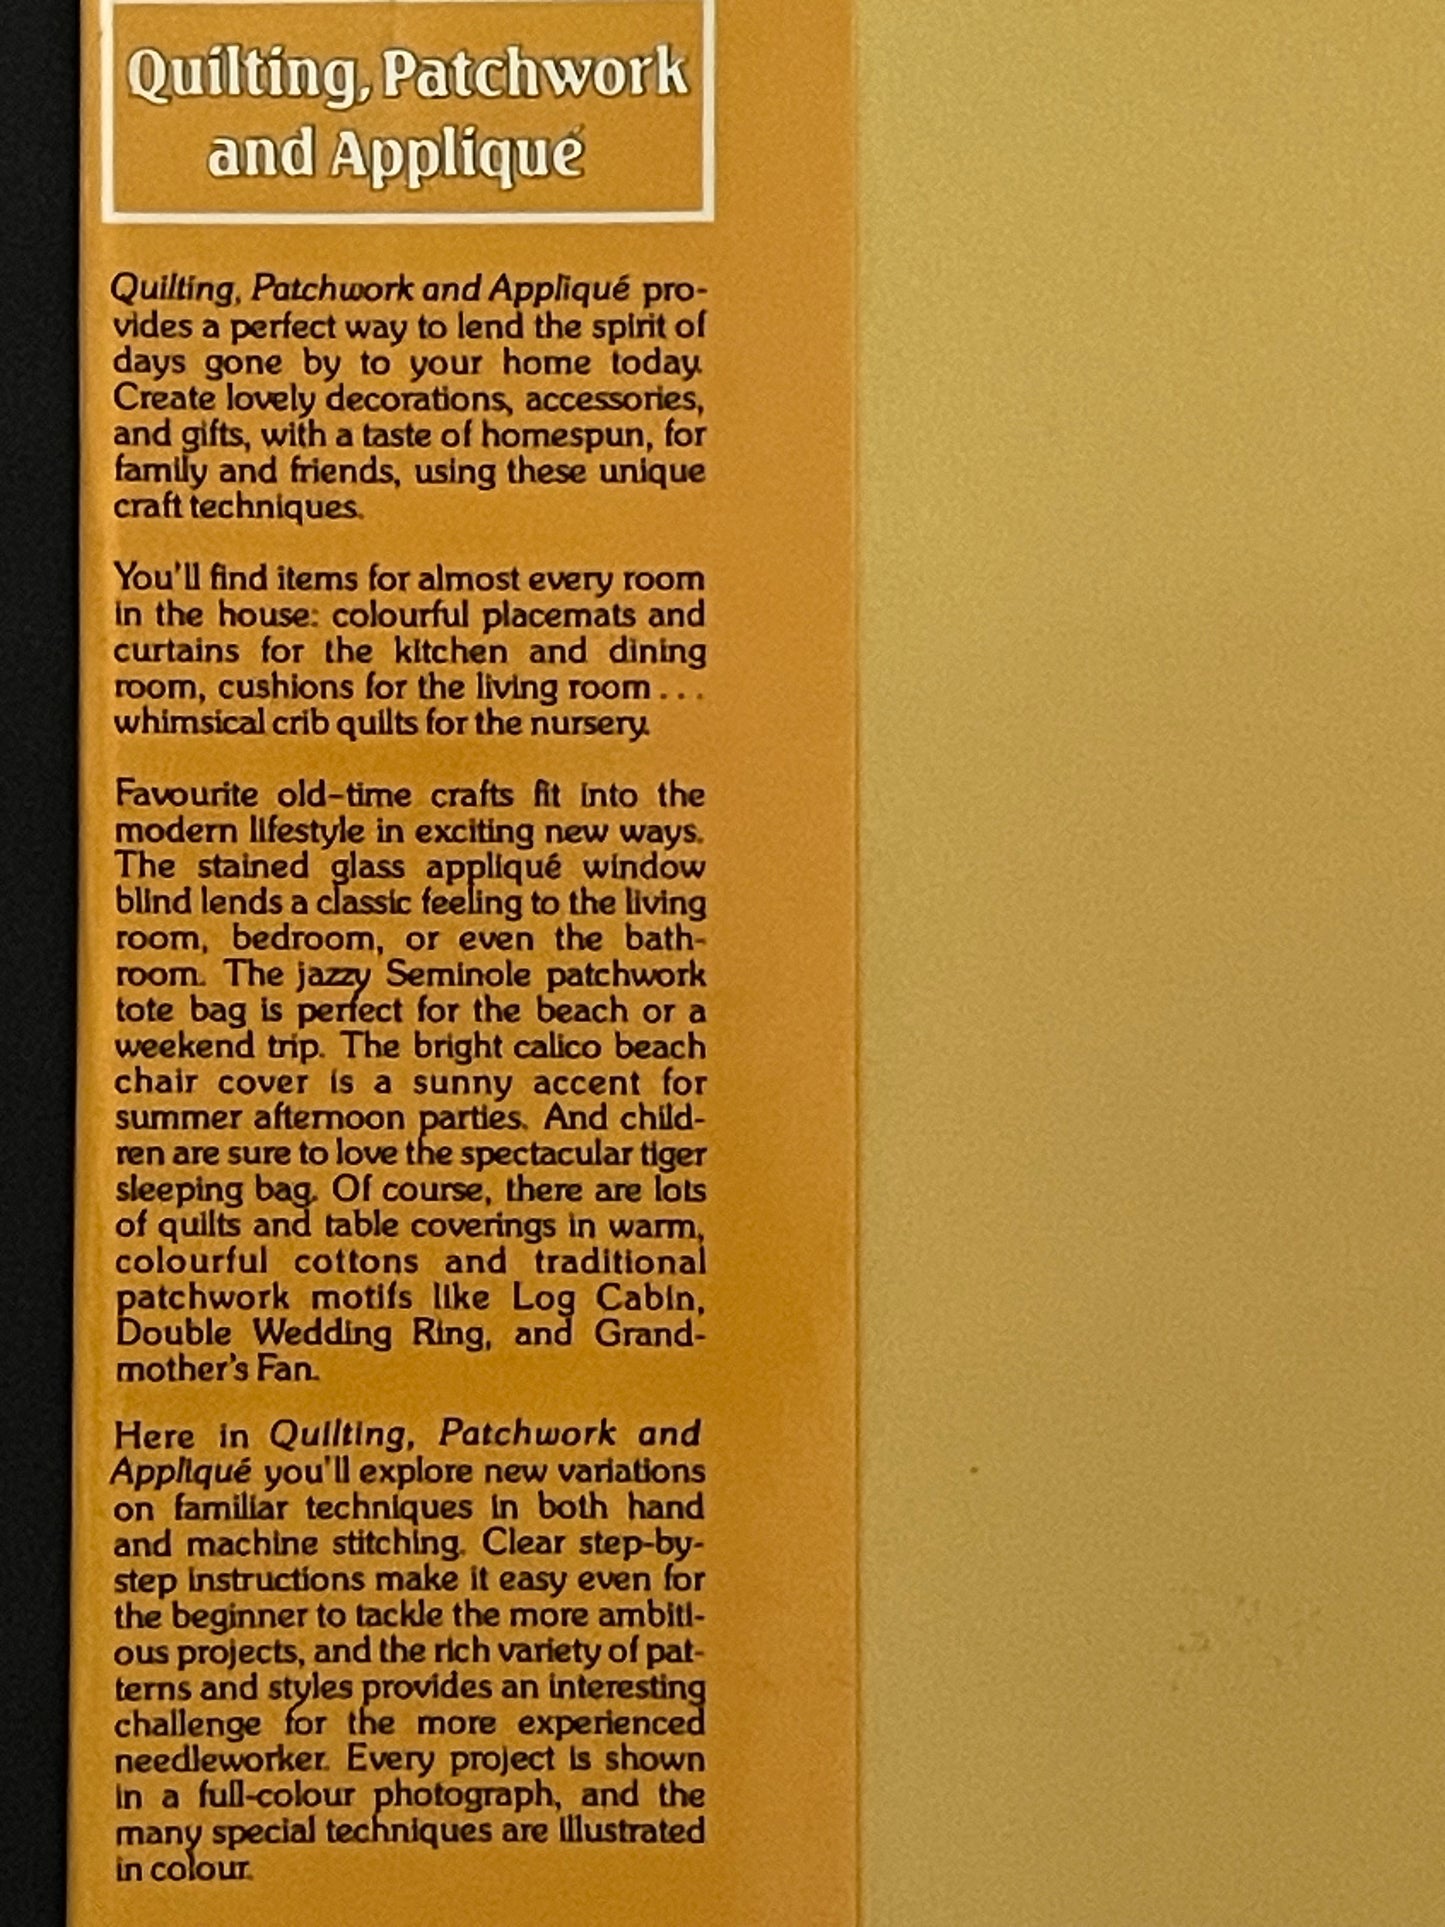 Quilting, Patchwork
and Appliqué
Quilting, Patchwork and Appliqué pro-
vides a perfect way to lend the spirit of
days gone by to your home today.
Create lovely decorations, accessories,
and gifts, with a taste of homespun, for
family and friends, using these unique
craft techniques.
You'll find items for almost every room
in the house: colourful placemats and
curtains for the kitchen and dining
room, cushions for the living room . . .
whimsical crib quilts for the nursery.
Favourite old-time crafts fit into the
modern lifestyle in exciting new ways.
The stained glass appliqué window
blind lends a classic feeling to the living
room, bedroom, or even the bath-
room. The jazzy Seminole patchwork
tote bag is perfect for the beach or a
weekend trip. The bright calico beach
chair cover is a sunny accent for
summer afternoon parties. And child-
ren are sure to love the spectacular tiger
sleeping bag. Of course, there are lots
of quilts and table coverings in warm,
colourful cottons and traditional
patchwork motifs like Log Cabin,
Double Wedding Ring, and Grand-
mother's Fan.
Here in Quilting, Patchwork and
Appliqué you'll explore new variations
on familiar techniques in both hand
and machine stitching. Clear step-by-
step instructions make it easy even for
the beginner to tackle the more ambiti-
ous projects, and the rich variety of pat-
terns and styles provides an interesting
challenge for the more experienced
needleworker. Every project is shown
in a full-colour photograph, and the
many special techniques are illustrated
in colour.